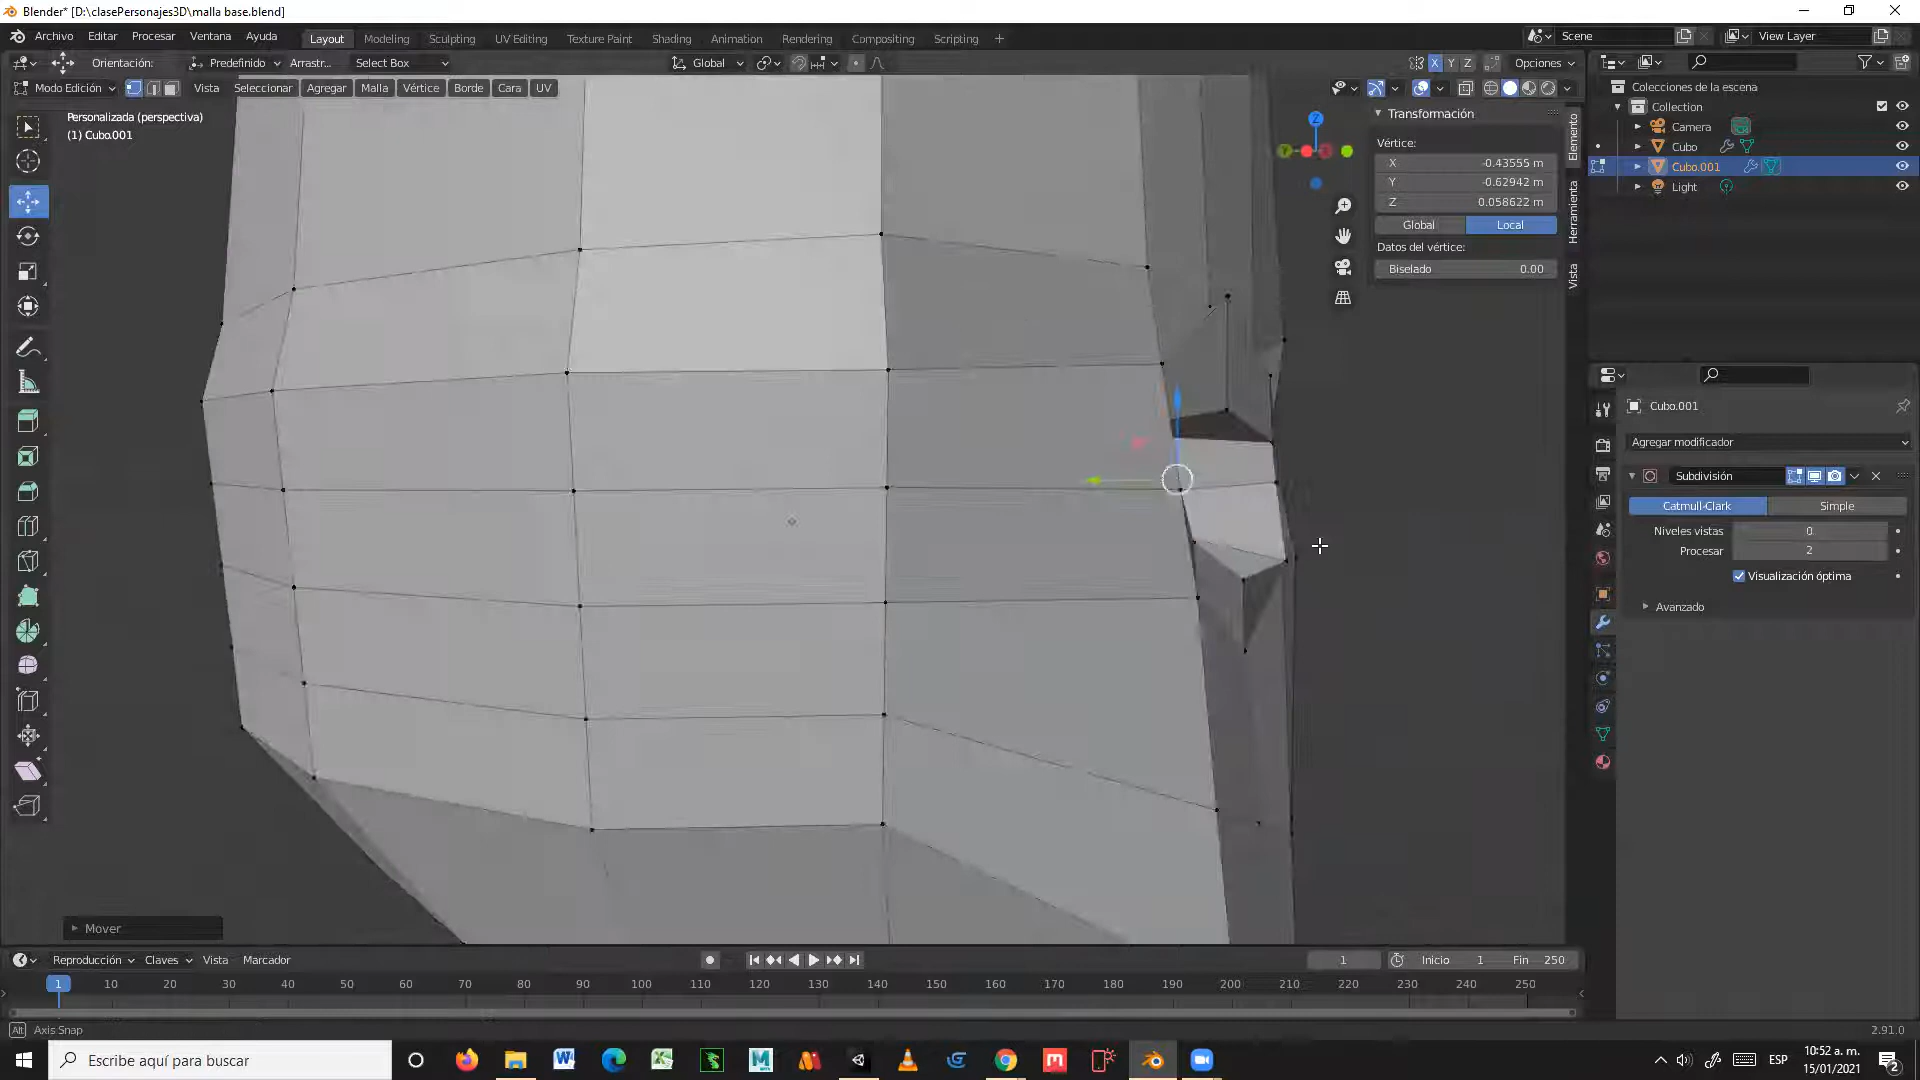 Blender* [D:\clasePersonajes3D\malla base.blend]
Archivo Editar Procesar Ventana Ayuda Layout Modeling Sculpting UV Editing Texture Paint Shading Animation Rendering Compositing Scripting + Scene View Layer
Orientación: Predefinido Arrastr... Select Box Global X Y Z Opciones
Modo Edición Vista Seleccionar Agregar Malla Vértice Borde Cara UV
Personalizada (perspectiva)
(1) Cubo.001
Z
Y
Transformación
Vértice:
X -0.43555 m
Y -0.62942 m
Z 0.058622 m
Global Local
Datos del vértice:
Biselado 0.00
Elemento
Herramienta
Vista
Colecciones de la escena
Collection
Camera
Cubo
Cubo.001
Light
Cubo.001
Agregar modificador
Subdivisión
Catmull-Clark Simple
Niveles vistas 0
Procesar 2
Visualización óptima
Avanzado
Mover
Reproducción Claves Vista Marcador 1 Inicio 1 Fin 250
1 10 20 30 40 50 60 70 80 90 100 110 120 130 140 150 160 170 180 190 200 210 220 230 240 250
Alt Axis Snap 2.91.0
Escribe aquí para buscar
ESP
10:52 a. m.
15/01/2021
2